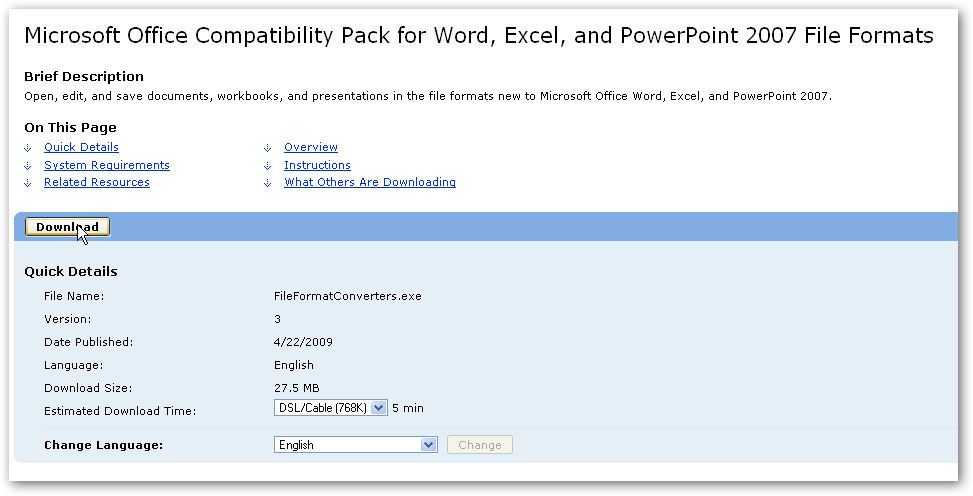 Microsoft Office Compatibility Pack for Word, Excel, and PowerPoint 2007 File Formats
Brief Description
Open, edit, and save documents, workbooks, and presentations in the file formats new to Microsoft Office Word, Excel, and PowerPoint 2007.
On This Page
Quick Details Overview
System Requirements Instructions
Related Resources What Others Are Downloading
Download
Quick Details
File Name: FileFormatConverters.exe
Version: 3
Date Published: 4/22/2009
Language: English
Download Size: 27.5 MB
Estimated Download Time: DSL/Cable (768K) 5 min
Change Language: English Change